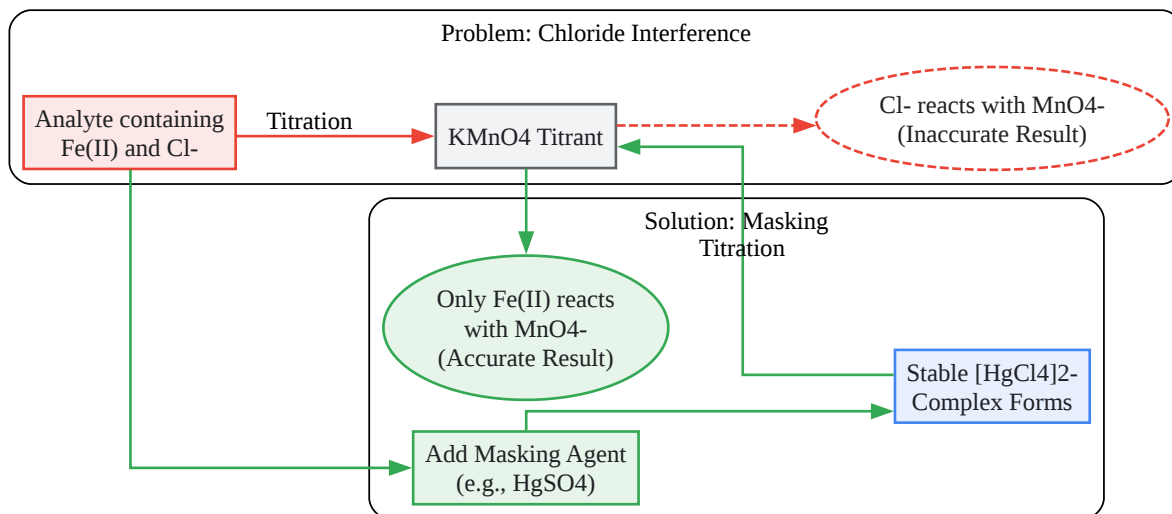 Problem: Chloride Interference
Analyte containing
Fe(II) and Cl-
Titration
KMnO4 Titrant
Cl- reacts with MnO4-
(Inaccurate Result)
Solution: Masking
Titration
Only Fe(II) reacts
with MnO4-
(Accurate Result)
Stable [HgCl4]2-
Complex Forms
Add Masking Agent
(e.g., HgSO4)